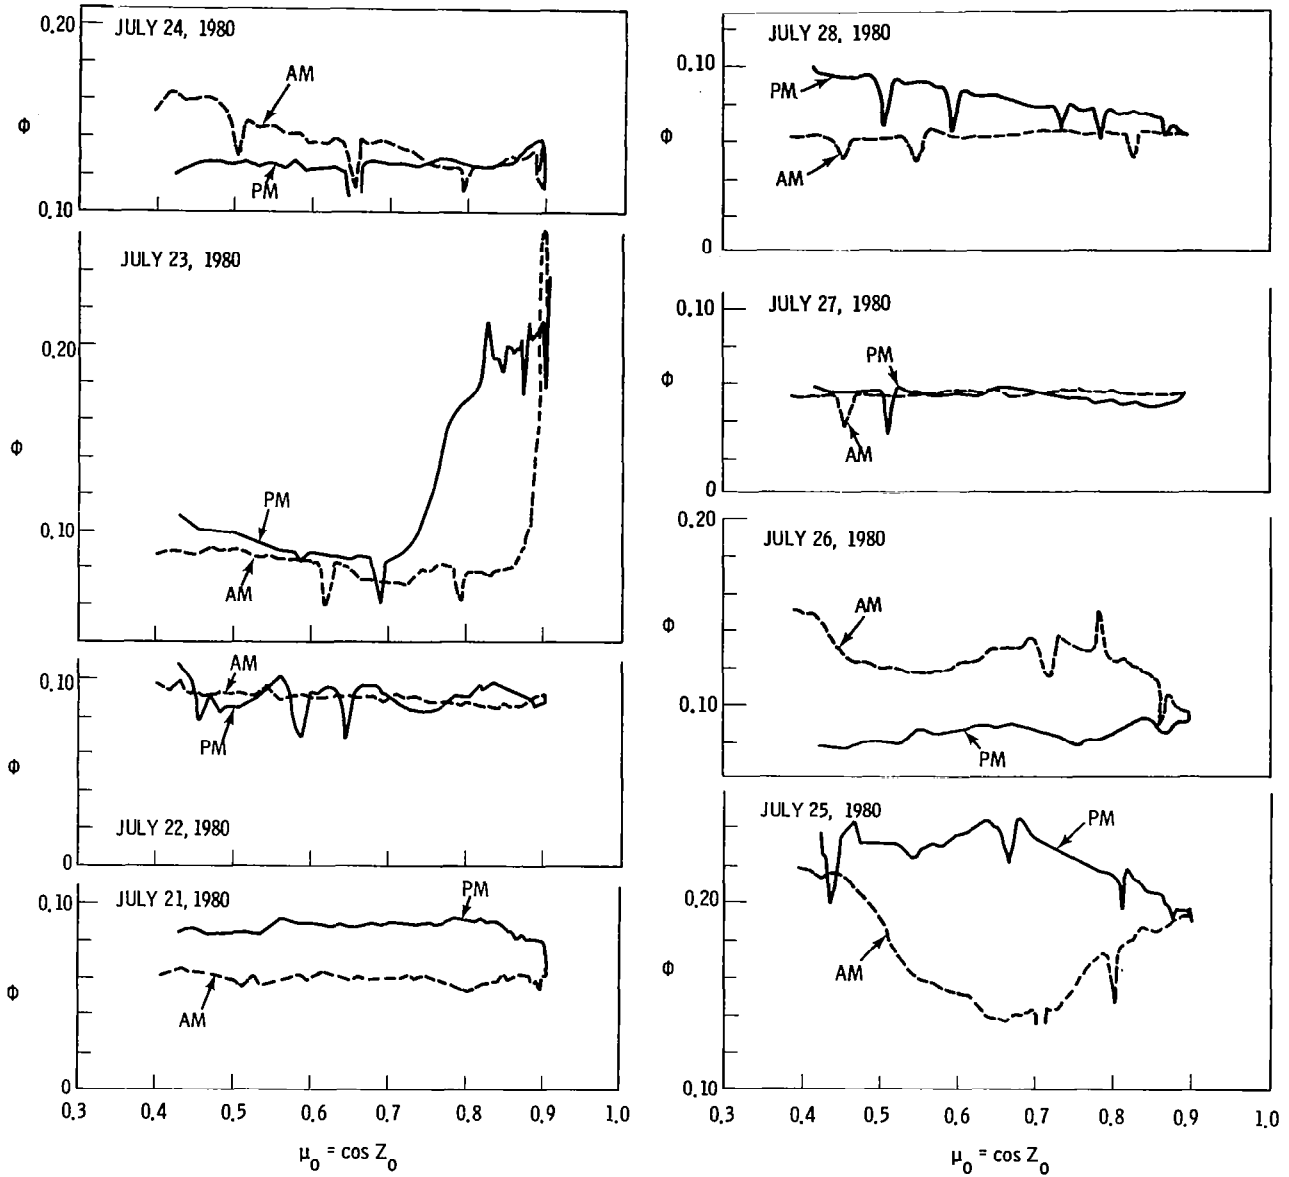 0.20
JULY 24, 1980
AM
Φ
PM
0.10
JULY 23, 1980
0.20
Φ
PM
0.10
AM
AM
0.10
PM
Φ
JULY 22, 1980
0
PM
0.10
JULY 21, 1980
Φ
AM
0
0.3 0.4 0.5 0.6 0.7 0.8 0.9 1.0
μo = cos Zo
JULY 28, 1980
0.10
PM
Φ
AM
0
0.10
JULY 27, 1980
PM
Φ
AM
0
0.20
JULY 26, 1980
AM
Φ
0.10
PM
JULY 25, 1980
PM
0.20
Φ
AM
0.10
0.3 0.4 0.5 0.6 0.7 0.8 0.9 1.0
μo = cos Zo